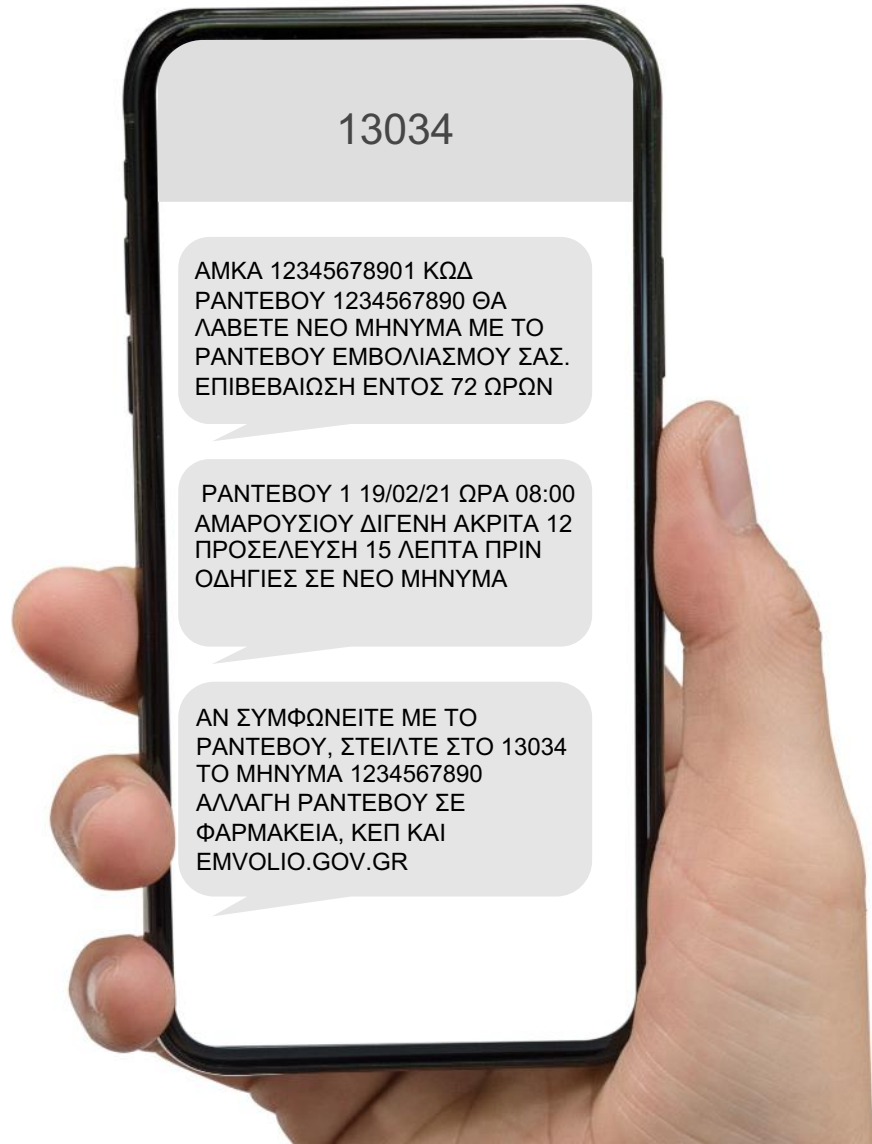 13034
ΑΜΚΑ 12345678901 ΚΩΔ
ΡΑΝΤΕΒΟΥ 1234567890 ΘΑ
ΛΑΒΕΤΕ ΝΕΟ ΜΗΝΥΜΑ ΜΕ ΤΟ
ΡΑΝΤΕΒΟΥ ΕΜΒΟΛΙΑΣΜΟΥ ΣΑΣ.
ΕΠΙΒΕΒΑΙΩΣΗ ΕΝΤΟΣ 72 ΩΡΩΝ
ΡΑΝΤΕΒΟΥ 1 19/02/21 ΩΡΑ 08:00
ΑΜΑΡΟΥΣΙΟΥ ΔΙΓΕΝΗ ΑΚΡΙΤΑ 12
ΠΡΟΣΕΛΕΥΣΗ 15 ΛΕΠΤΑ ΠΡΙΝ
ΟΔΗΓΙΕΣ ΣΕ ΝΕΟ ΜΗΝΥΜΑ
ΑΝ ΣΥΜΦΩΝΕΙΤΕ ΜΕ ΤΟ
ΡΑΝΤΕΒΟΥ, ΣΤΕΙΛΤΕ ΣΤΟ 13034
ΤΟ ΜΗΝΥΜΑ 1234567890
ΑΛΛΑΓΗ ΡΑΝΤΕΒΟΥ ΣΕ
ΦΑΡΜΑΚΕΙΑ, ΚΕΠ ΚΑΙ
EMVOLIO.GOV.GR